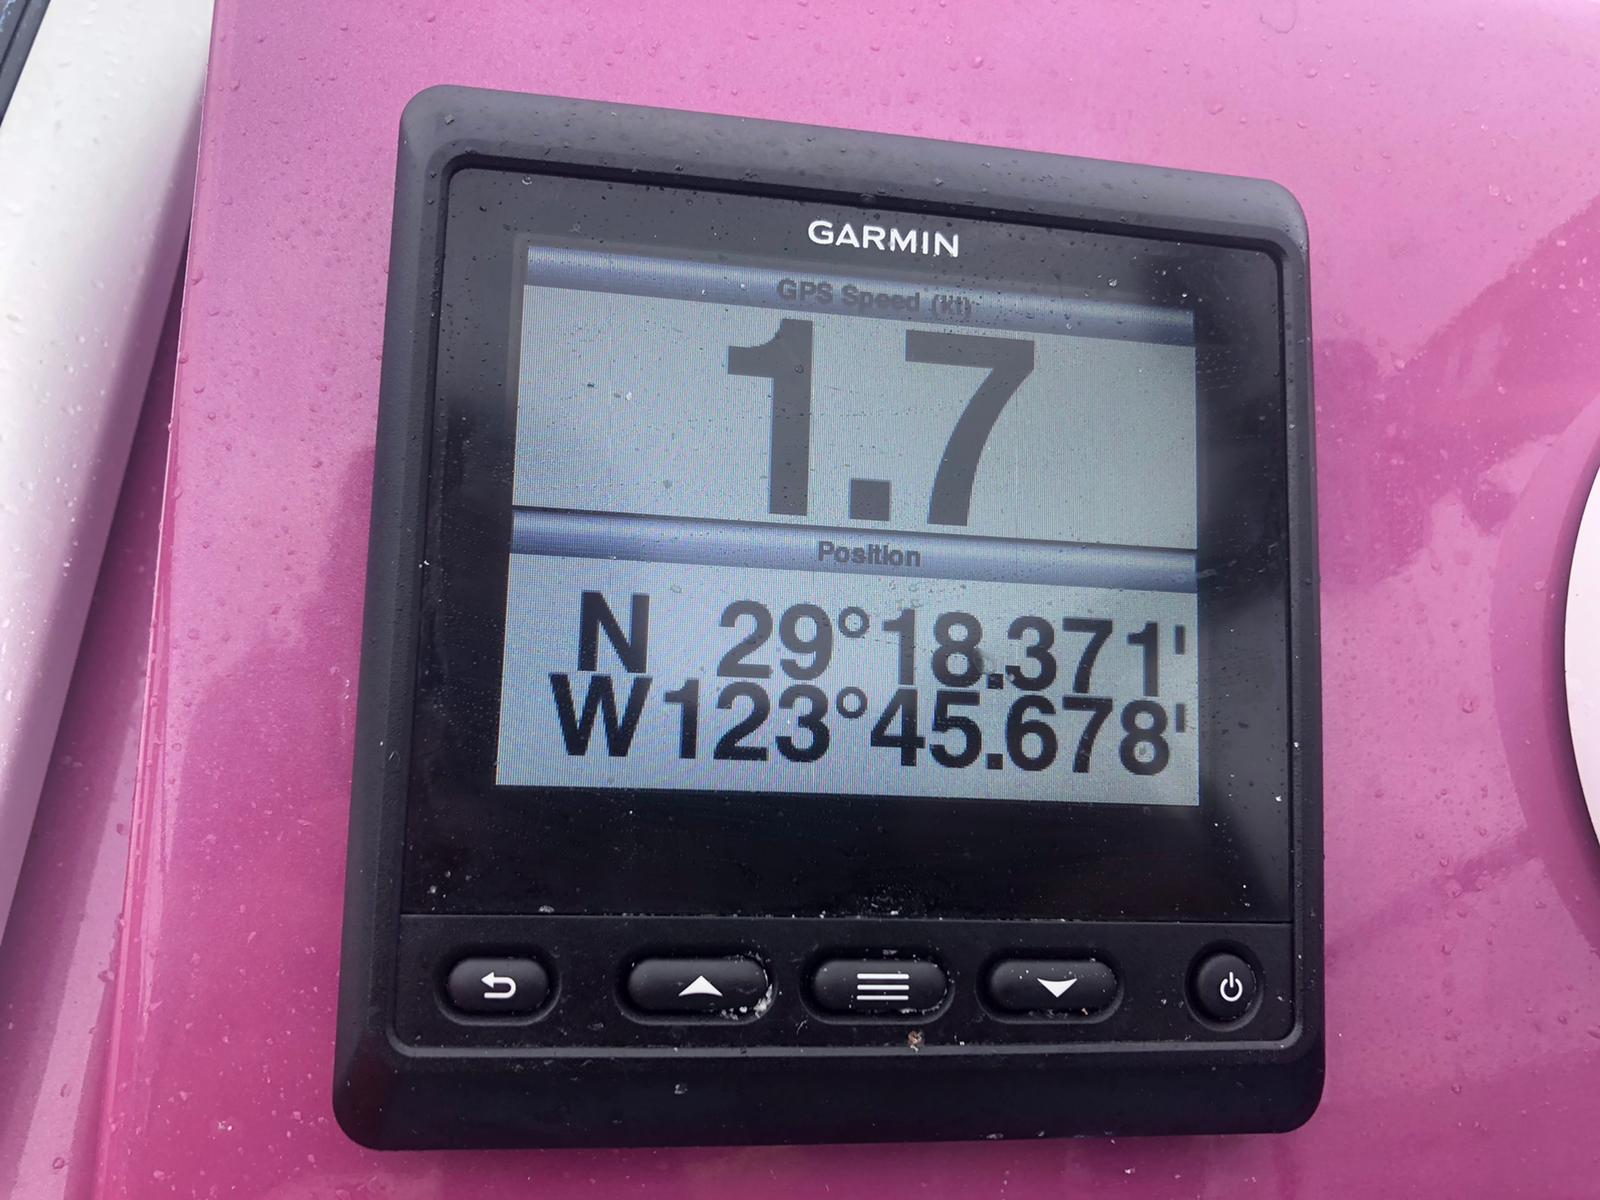 GARMIN
GPS Speed (kt)
1.7
Position
N 29°18.371'
W123°45.678'